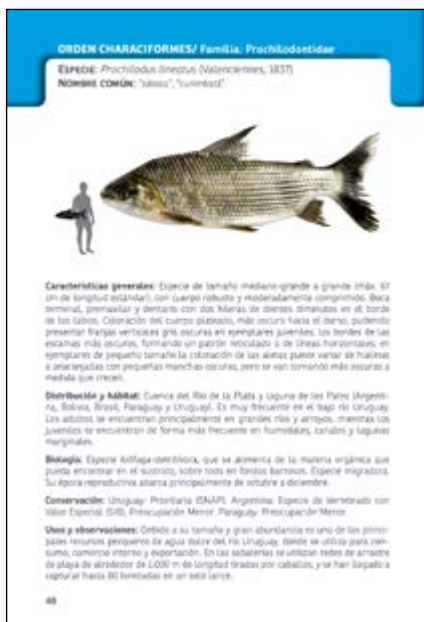 ORDEN CHARACIFORMES/ Familia: Prochilodontidae
ESPECIE: Prochilodus lineatus (Valenciennes, 1837)
NOMBRE COMÚN: "sábalo", "curimbatá"
Características generales: Especie de tamaño mediano-grande a grande (máx. 67
cm de longitud estándar), con cuerpo robusto y moderadamente comprimido. Boca
terminal, premaxilar y dentario con dos hileras de dientes diminutos en el borde
de los labios. Coloración del cuerpo plateado, más oscuro hacia el dorso, pudiendo
presentar franjas verticales gris oscuras en ejemplares juveniles; los bordes de las
escamas más oscuros, formando un patrón reticulado o de líneas horizontales; en
ejemplares de pequeño tamaño la coloración de las aletas puede variar de hialinas
a anaranjadas con pequeñas manchas oscuras, pero se van tornando más oscuras a
medida que crecen.
Distribución y hábitat: Cuenca del Río de la Plata y laguna de los Patos (Argenti-
na, Bolivia, Brasil, Paraguay y Uruguay). Es muy frecuente en el bajo río Uruguay.
Los adultos se encuentran principalmente en grandes ríos y arroyos, mientras los
juveniles se encuentran de forma más frecuente en humedales, canales y lagunas
marginales.
Biología: Especie iliófaga-detritívora, que se alimenta de la materia orgánica que
pueda encontrar en el sustrato, sobre todo en fondos barrosos. Especie migradora.
Su época reproductiva abarca principalmente de octubre a diciembre.
Conservación: Uruguay: Prioritaria (SNAP). Argentina: Especie de Vertebrado con
Valor Especial (SIB), Preocupación Menor. Paraguay: Preocupación Menor.
Usos y observaciones: Debido a su tamaño y gran abundancia es uno de los princi-
pales recursos pesqueros de agua dulce del río Uruguay, donde se utiliza para con-
sumo, comercio interno y exportación. En las sabalerías se utilizan redes de arrastre
de playa de alrededor de 1.000 m de longitud tiradas por caballos, y se han llegado a
capturar hasta 80 toneladas en un solo lance.
48